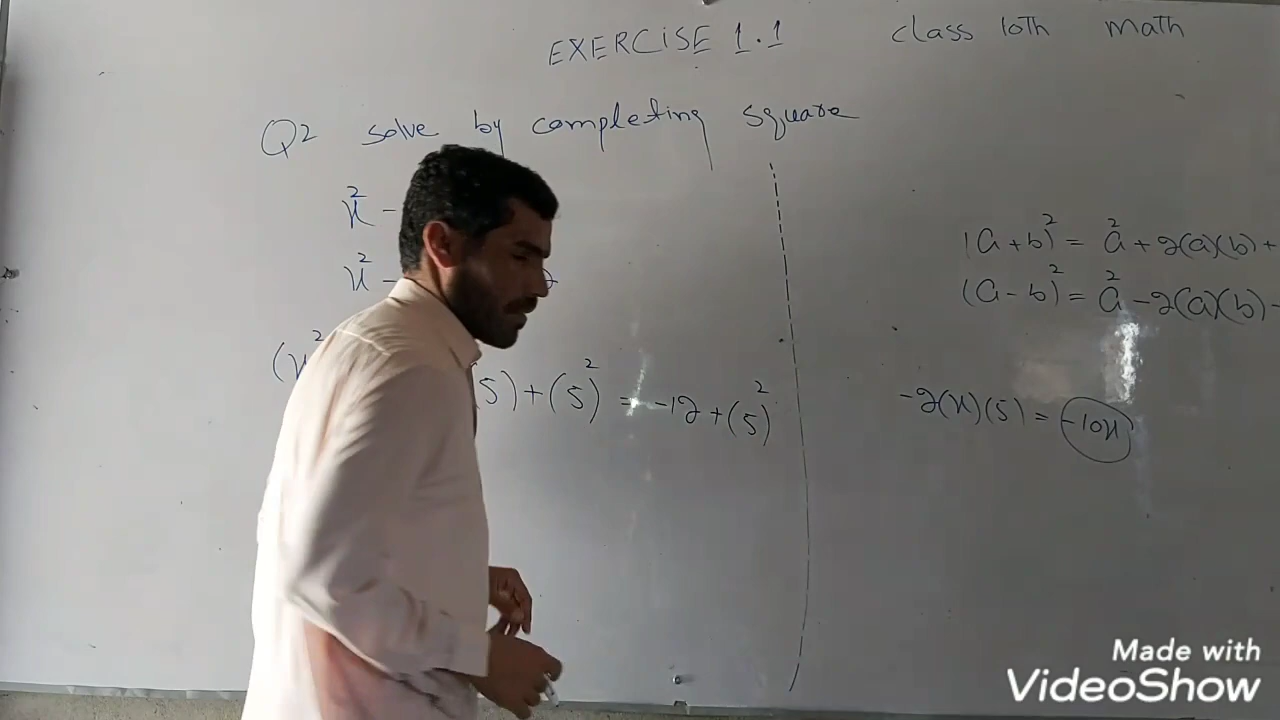 EXERCISE 1.1 class 10th math
Q2 solve by completing square
x² -
x² -
(x² 5) + (5)² = -12 + (5)²
(a + b)² = a² + 2(a)(b) +
(a - b)² = a² - 2(a)(b) -
-2(x)(5) = -10x
Made with
VideoShow